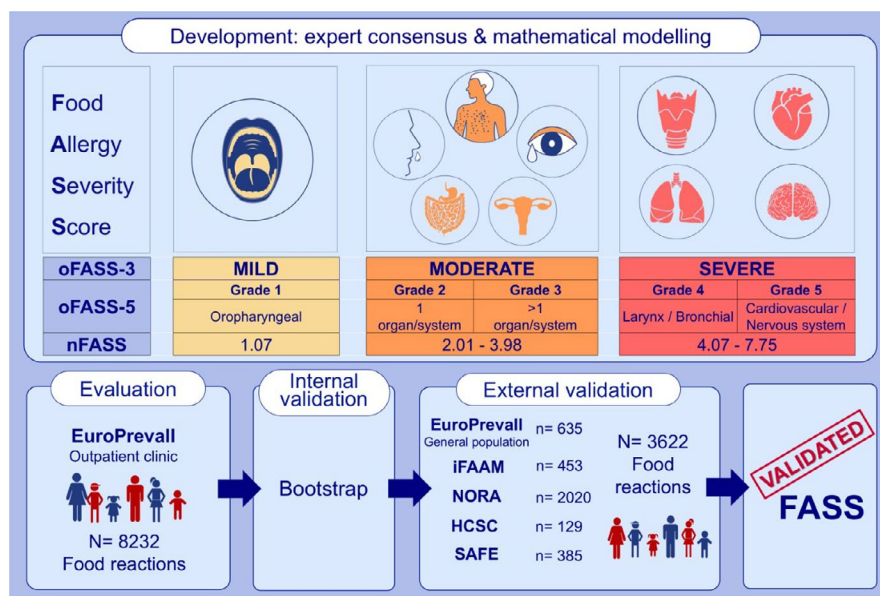 Development: expert consensus & mathematical modelling
Food
Allergy
Severity
Score
oFASS-3
MILD
MODERATE
SEVERE
oFASS-5
Grade 1
Grade 2
Grade 3
Grade 4
Grade 5
Oropharyngeal
1
organ/system
>1
organ/system
Larynx / Bronchial
Cardiovascular /
Nervous system
nFASS
1.07
2.01 - 3.98
4.07 - 7.75
Evaluation
EuroPrevall
Outpatient clinic
N= 8232
Food reactions
Internal
validation
Bootstrap
External validation
EuroPrevall n= 635
General population
iFAAM n= 453
NORA n= 2020
HCSC n= 129
SAFE n= 385
N= 3622
Food
reactions
VALIDATED
FASS